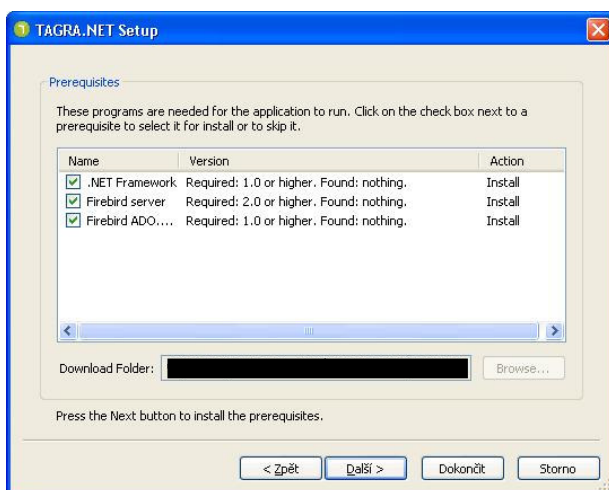 TAGRA.NET Setup
Prerequisites
These programs are needed for the application to run. Click on the check box next to a
prerequisite to select it for install or to skip it.
Name Version Action
.NET Framework Required: 1.0 or higher. Found: nothing. Install
Firebird server Required: 2.0 or higher. Found: nothing. Install
Firebird ADO.... Required: 1.0 or higher. Found: nothing. Install
Download Folder: Browse...
Press the Next button to install the prerequisites.
< Zpět Další > Dokončit Storno